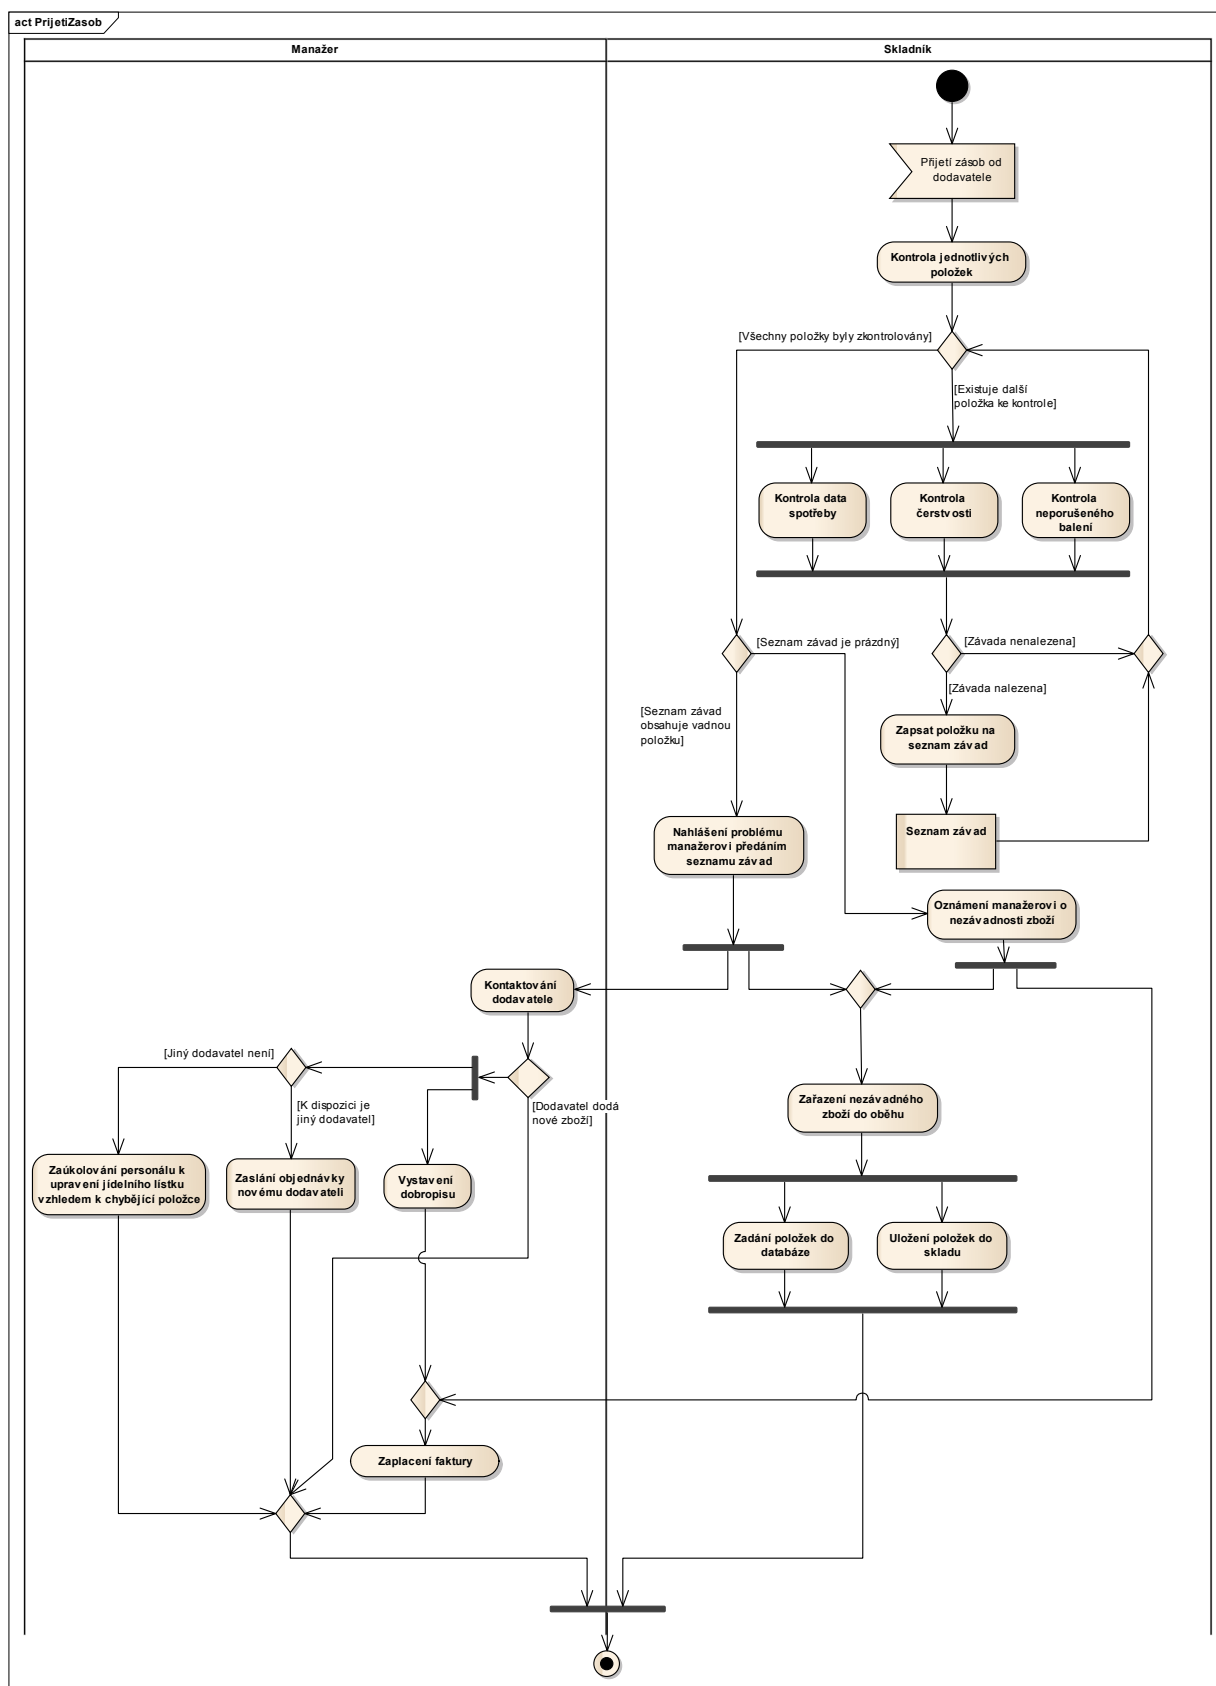 act PrijetiZasob
Manažer
Skladník
Přijetí zásob od
dodavatele
Kontrola jednotlivých
položek
[Všechny položky byly zkontrolovány]
[Existuje další
položka ke kontrole]
Kontrola data
spotřeby
Kontrola
čerstvosti
Kontrola
neporušeného
balení
[Seznam závad je prázdný]
[Závada nenalezena]
[Závada nalezena]
[Seznam závad
obsahuje vadnou
položku]
Zapsat položku na
seznam závad
Nahlášení problému
manažerovi předáním
seznamu závad
Seznam závad
Oznámení manažerovi o
nezávadnosti zboží
Kontaktování
dodavatele
[Jiný dodavatel není]
[K dispozici je
jiný dodavatel]
[Dodavatel dodá
nové zboží]
Zařazení nezávadného
zboží do oběhu
Zaúkolování personálu k
upravení jídelního lístku
vzhledem k chybějící položce
Zaslání objednávky
novému dodavateli
Vystavení
dobropisu
Zadání položek do
databáze
Uložení položek do
skladu
Zaplacení faktury